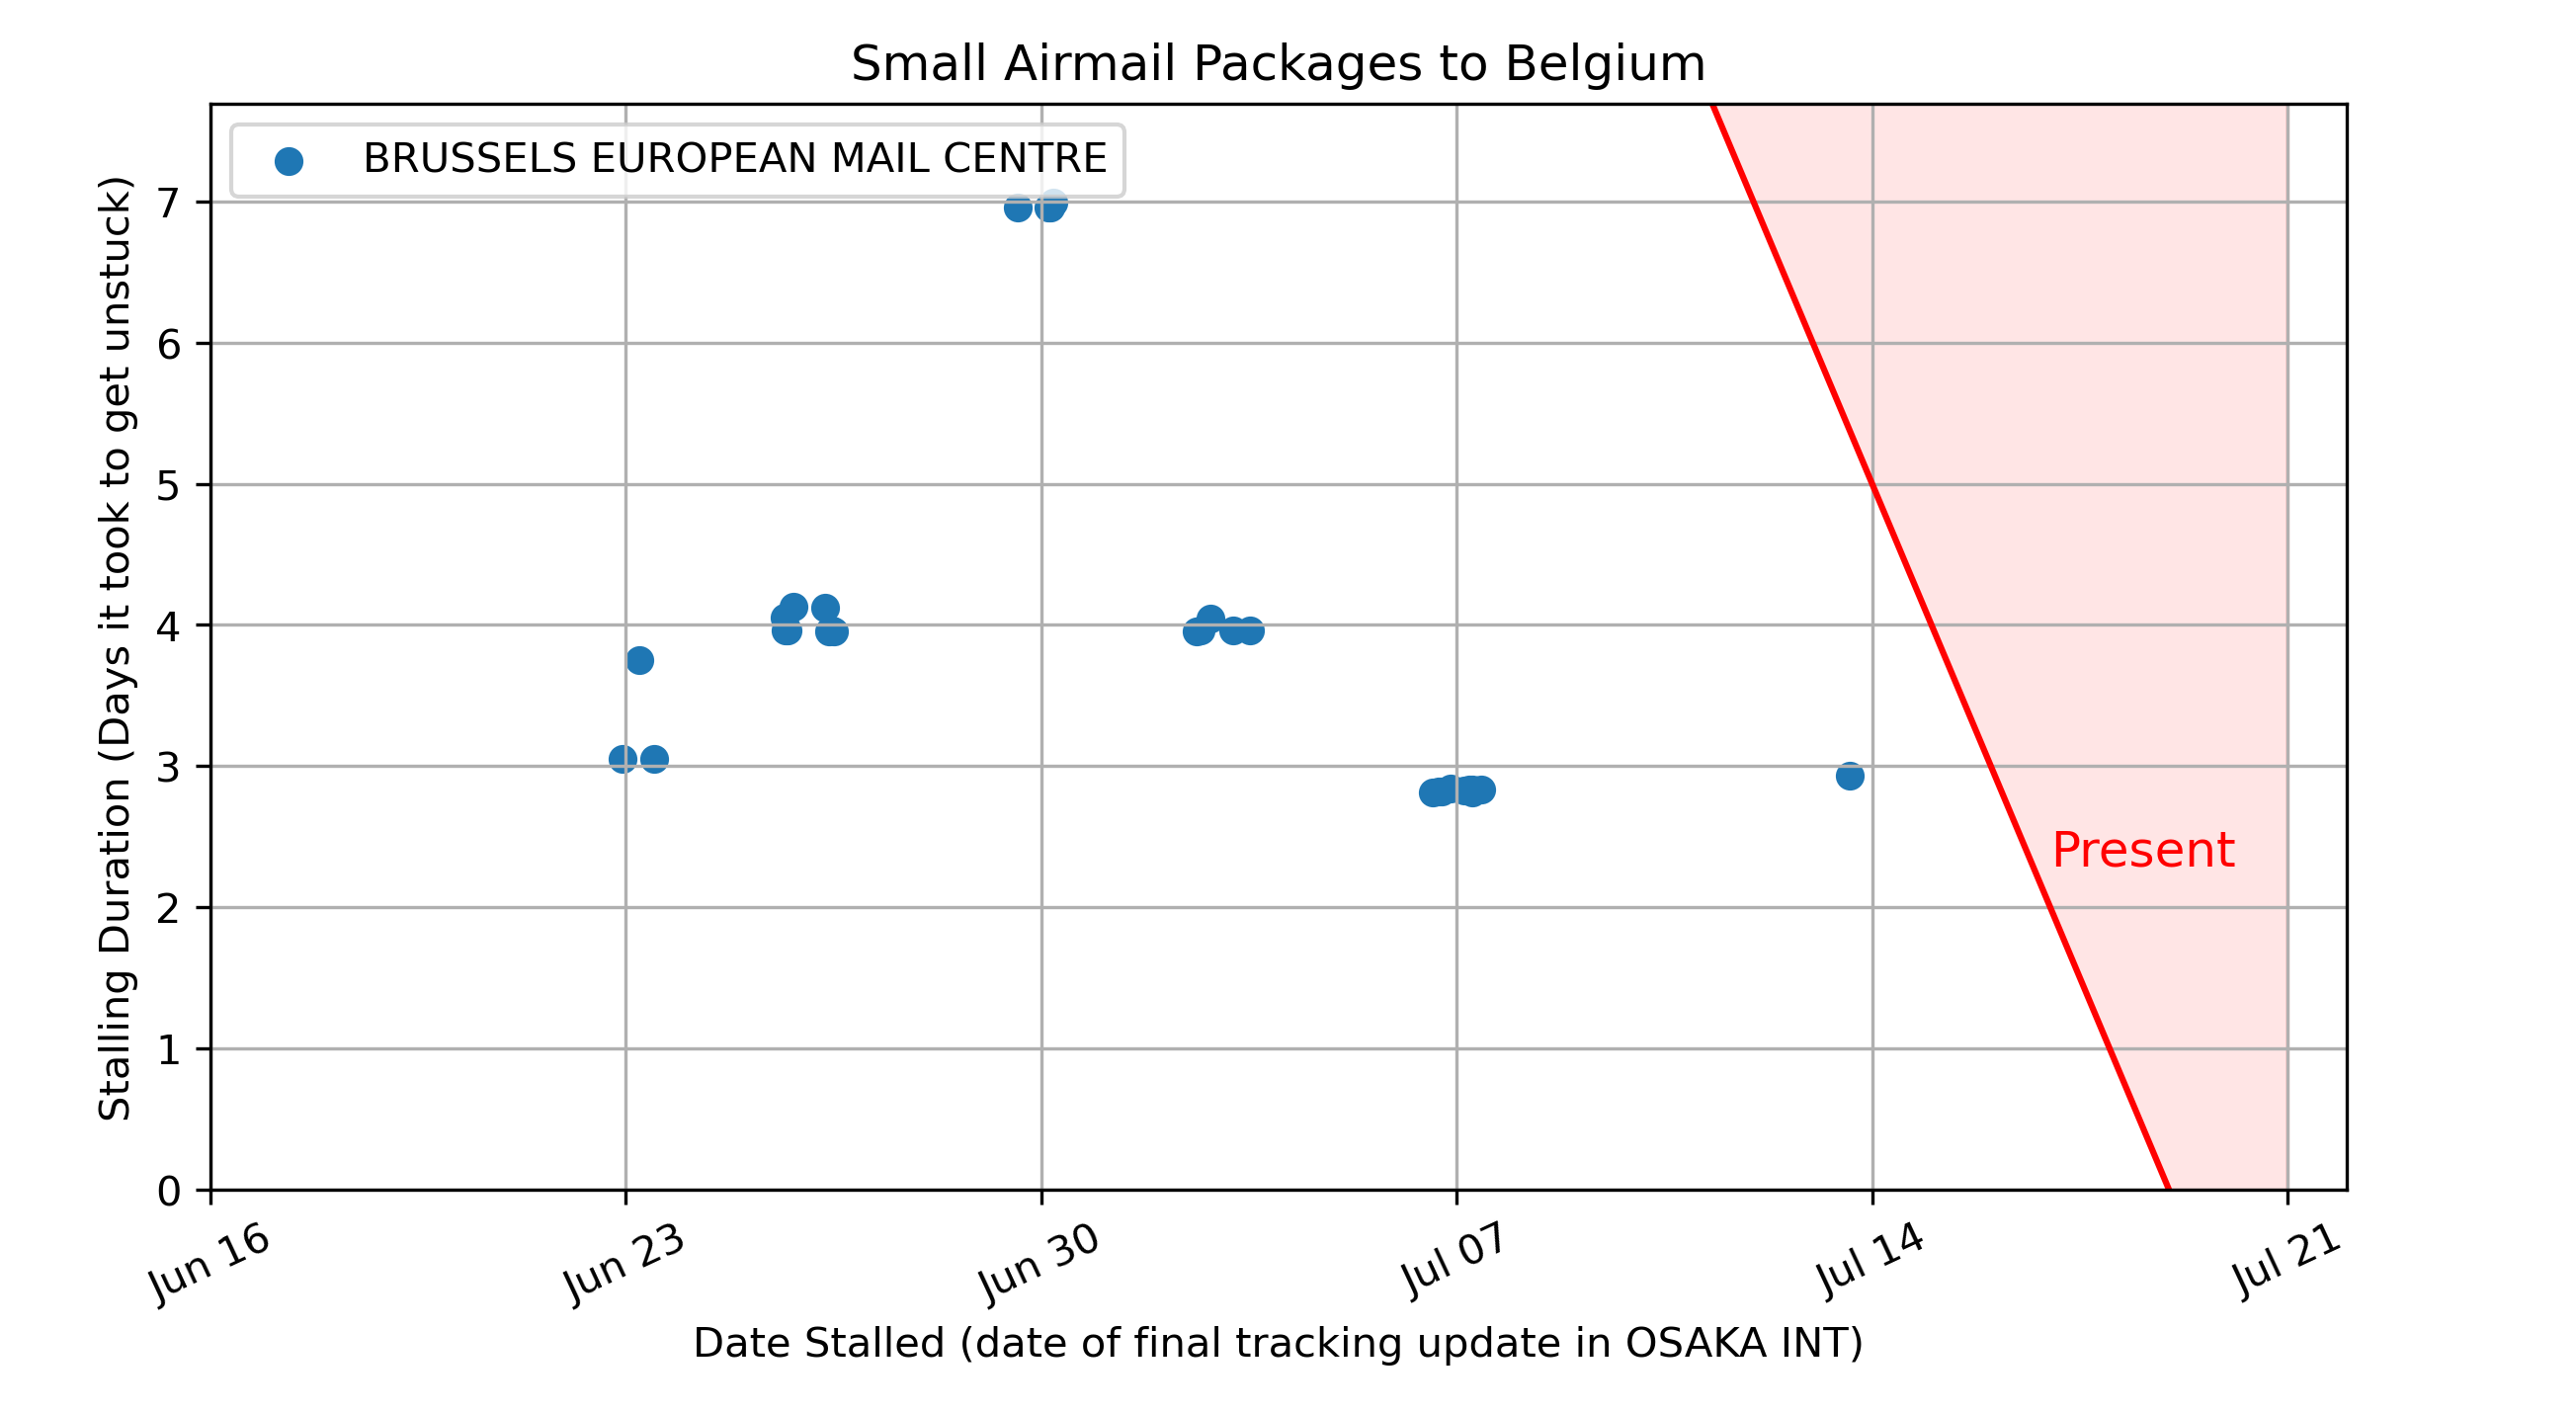 Small Airmail Packages to Belgium
BRUSSELS EUROPEAN MAIL CENTRE
Stalling Duration (Days it took to get unstuck)
7
6
5
4
3
2
1
0
Present
Jun 16
Jun 23
Jun 30
Jul 07
Jul 14
Jul 21
Date Stalled (date of final tracking update in OSAKA INT)